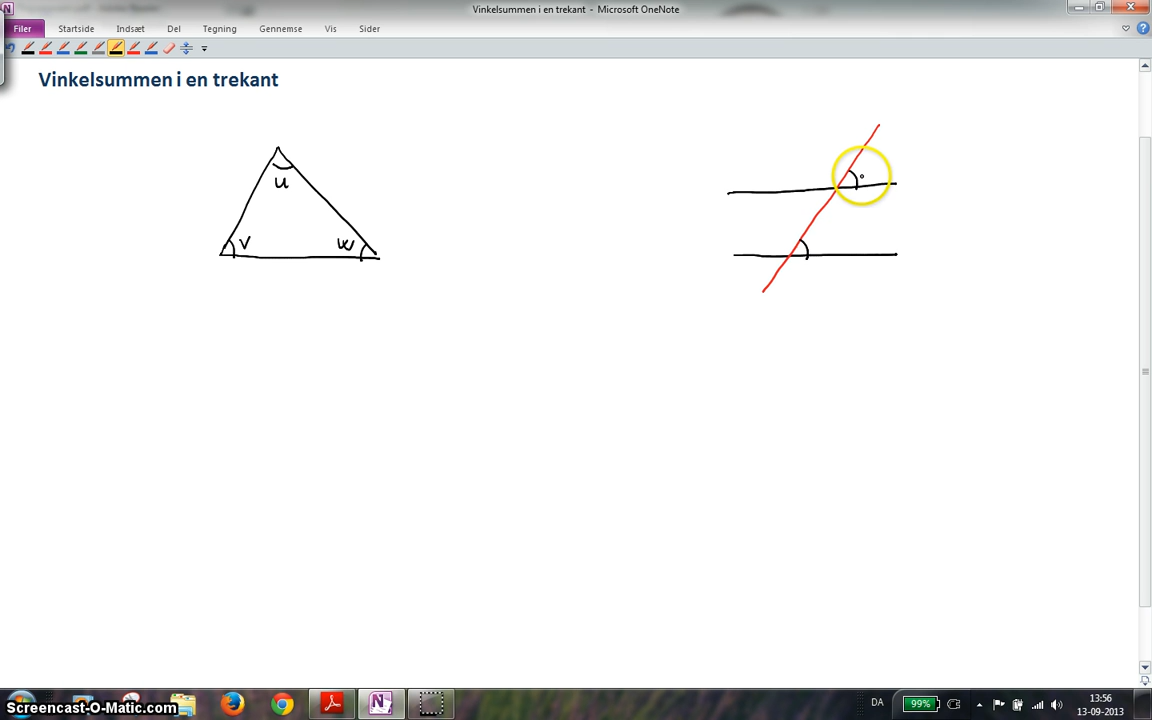 Vinkelsummen i en trekant - Microsoft OneNote
Filer Startside Indsæt Del Tegning Gennemse Vis Sider
Vinkelsummen i en trekant
u
v w
Screencast-O-Matic.com
DA 99% 13:56
13-09-2013